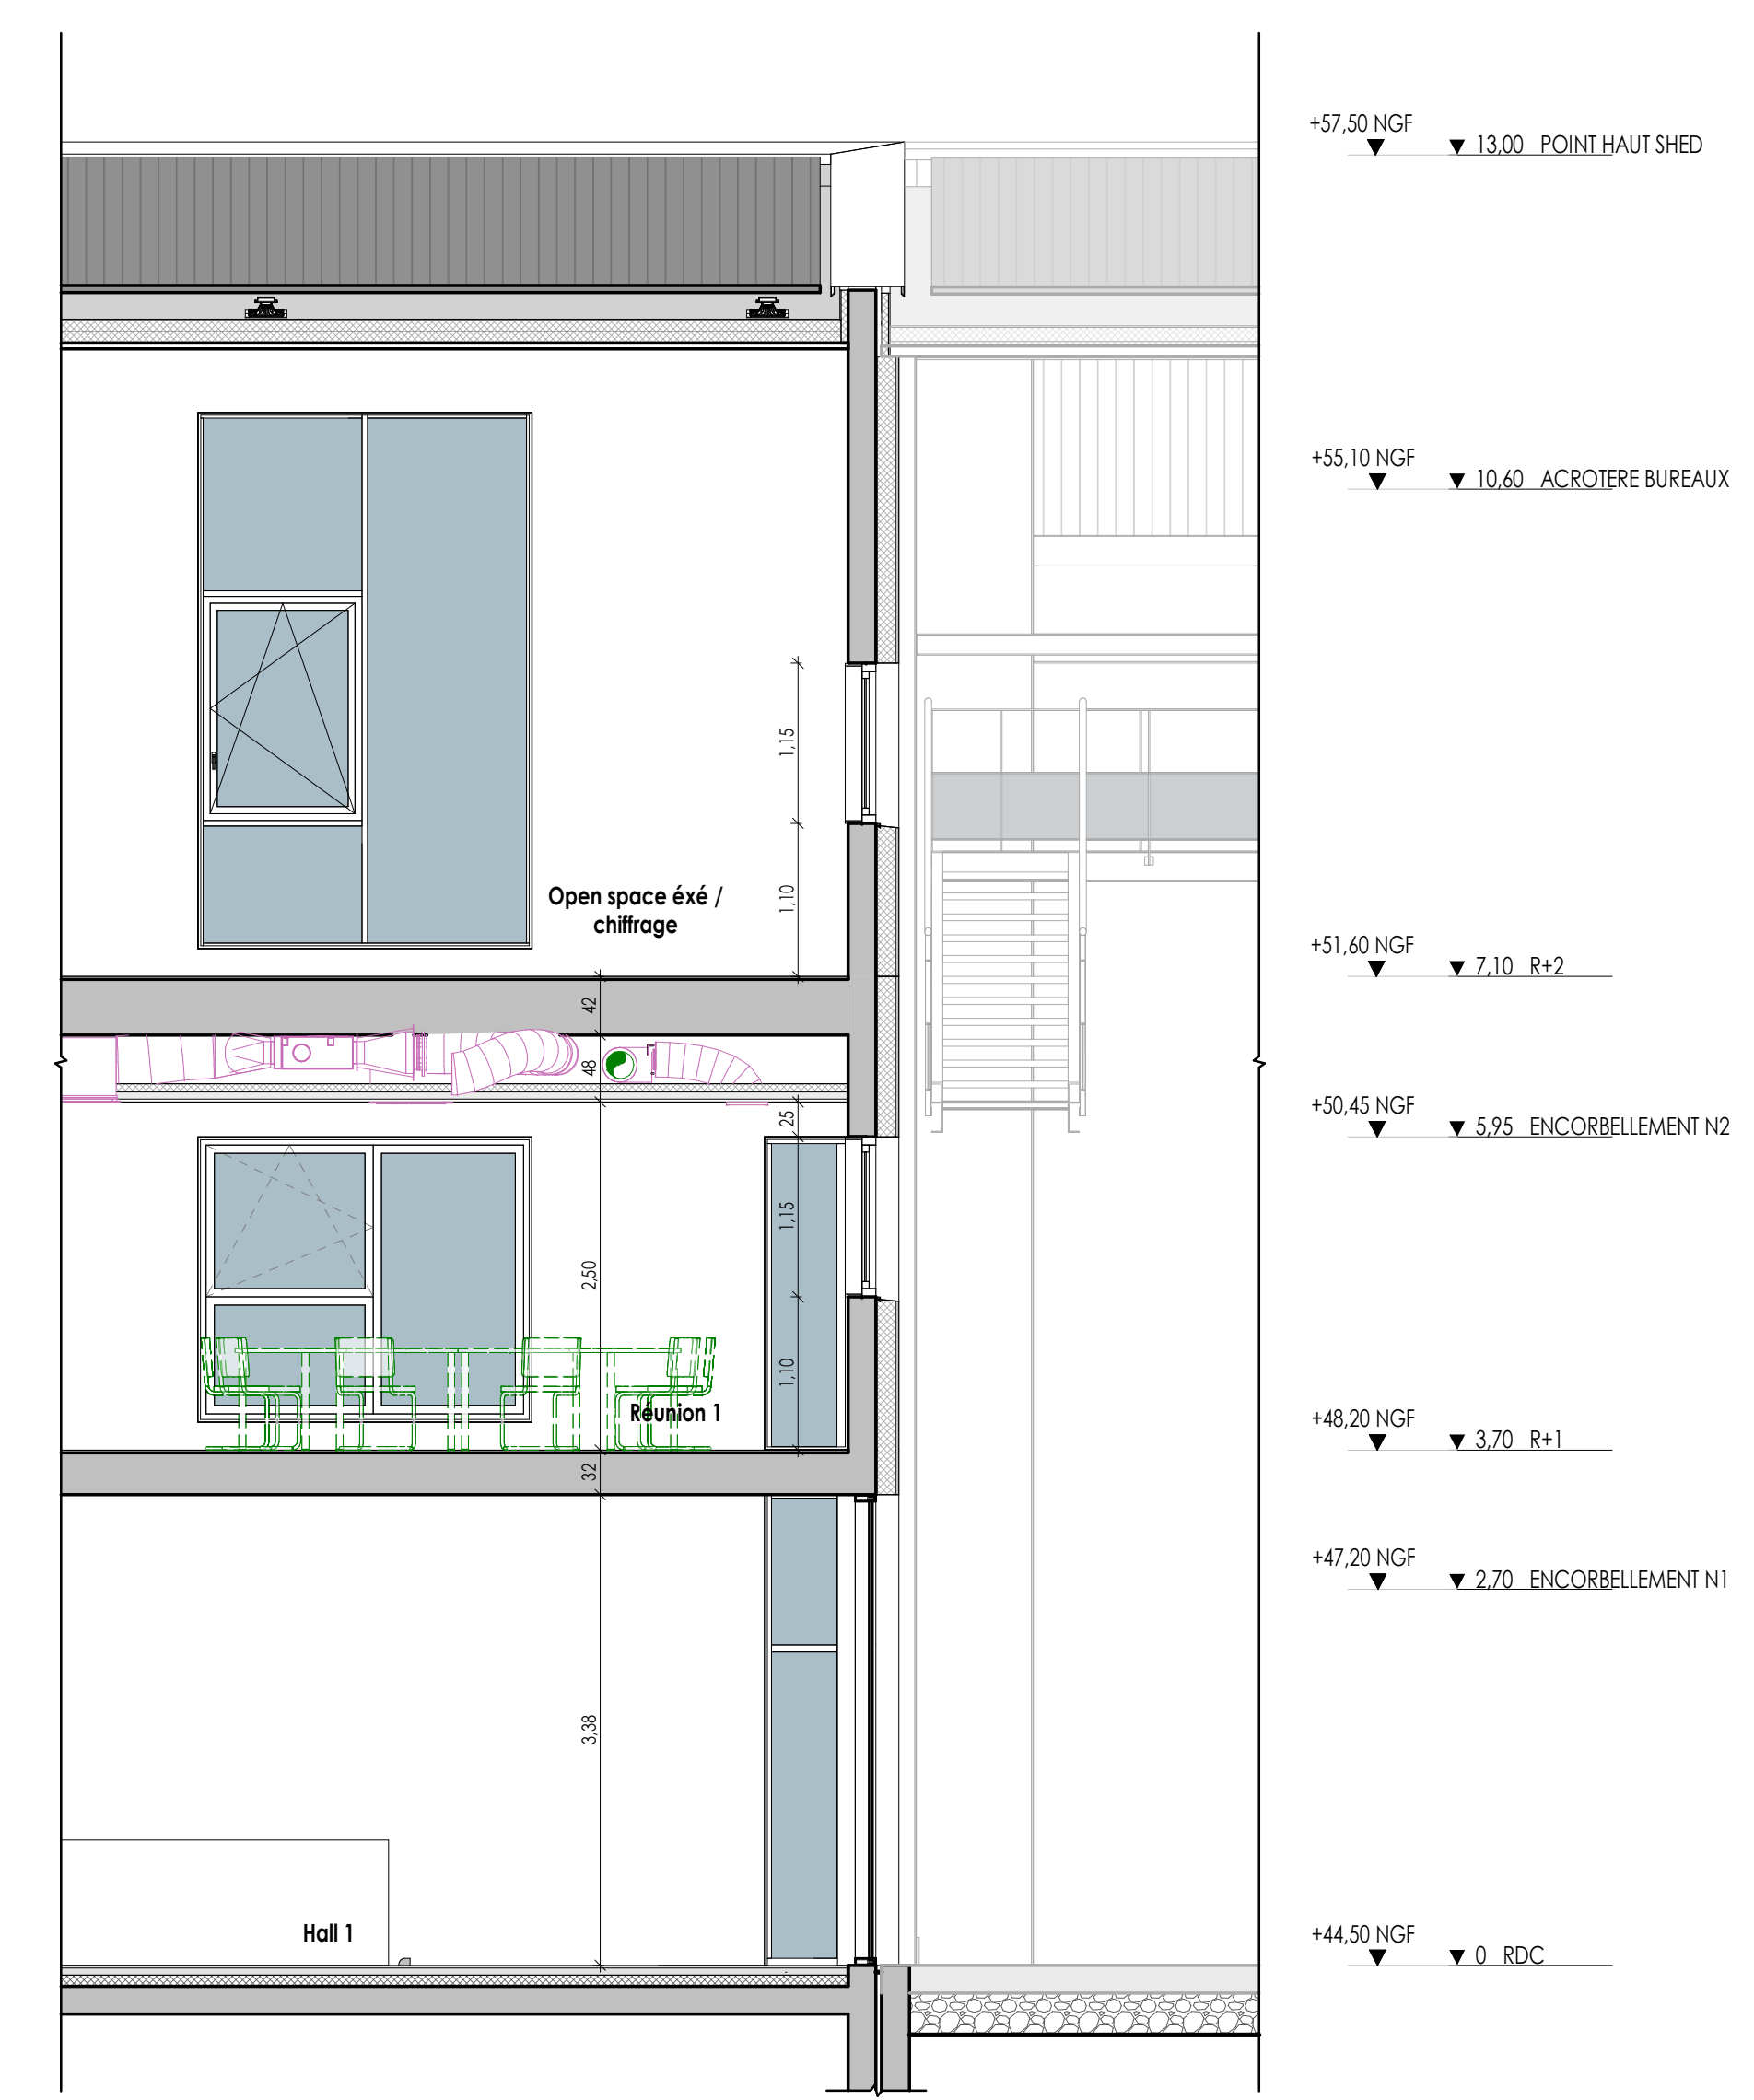 +57,50 NGF
13,00 POINT HAUT SHED
+55,10 NGF
10,60 ACROTERE BUREAUX
1,15
1,10
Open space éxé /
chiffrage
+51,60 NGF
7,10 R+2
42
48
25
+50,45 NGF
5,95 ENCORBELLEMENT N2
1,15
2,50
1,10
Réunion 1
+48,20 NGF
3,70 R+1
32
+47,20 NGF
2,70 ENCORBELLEMENT N1
3,38
Hall 1
+44,50 NGF
0 RDC